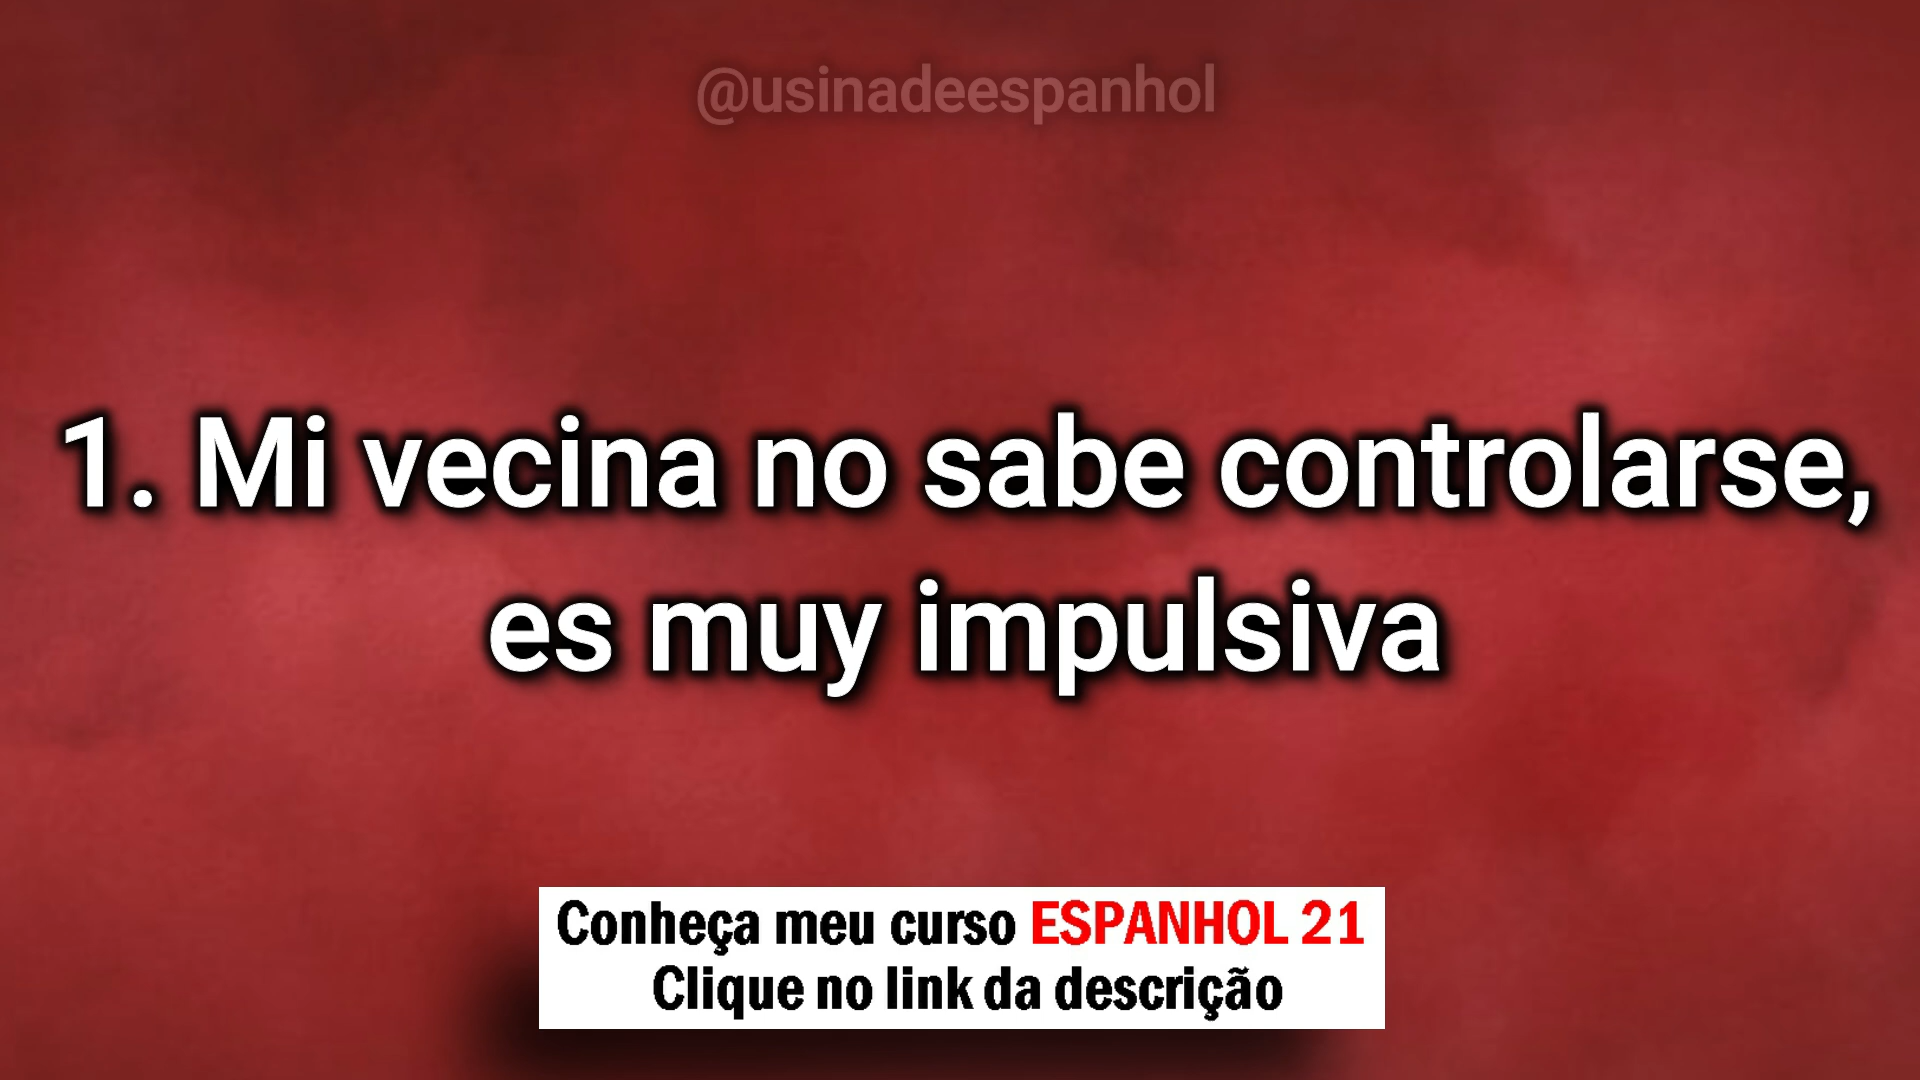 @usinadeespanhol
1. Mi vecina no sabe controlarse,
es muy impulsiva
Conheça meu curso ESPANHOL 21
Clique no link da descrição